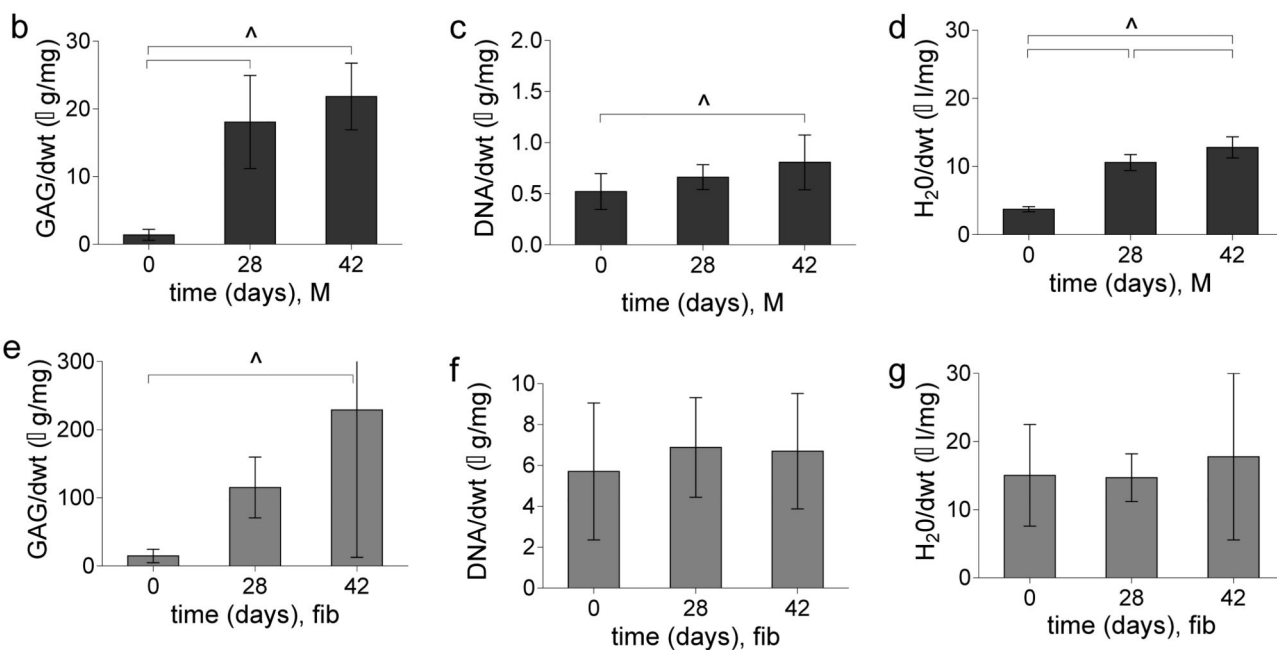 b
^
GAG/dwt (▯ g/mg)
30
20
10
0
0 28 42
time (days), M
c
^
DNA/dwt (▯ g/mg)
2.0
1.5
1.0
0.5
0.0
0 28 42
time (days), M
d
^
H₂0/dwt (▯ l/mg)
30
20
10
0
0 28 42
time (days), M
e
^
GAG/dwt (▯ g/mg)
300
200
100
0
0 28 42
time (days), fib
f
DNA/dwt (▯ g/mg)
10
8
6
4
2
0
0 28 42
time (days), fib
g
H₂0/dwt (▯ l/mg)
30
20
10
0
0 28 42
time (days), fib